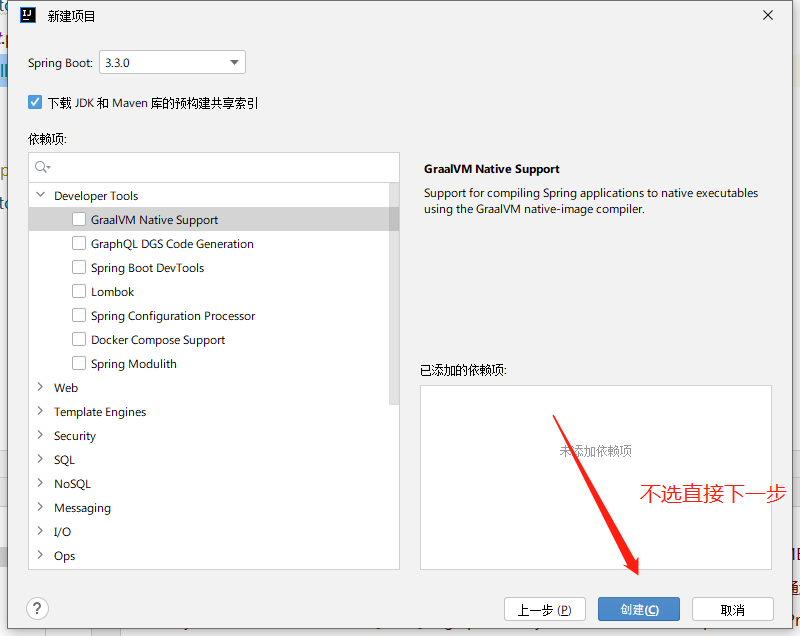 新建项目
Spring Boot: 3.3.0
下载 JDK 和 Maven 库的预构建共享索引
依赖项:
Developer Tools
GraalVM Native Support
GraphQL DGS Code Generation
Spring Boot DevTools
Lombok
Spring Configuration Processor
Docker Compose Support
Spring Modulith
Web
Template Engines
Security
SQL
NoSQL
Messaging
I/O
Ops
GraalVM Native Support
Support for compiling Spring applications to native executables
using the GraalVM native-image compiler.
已添加的依赖项:
未添加依赖项
不选直接下一步
? 上一步 (P) 创建(C) 取消